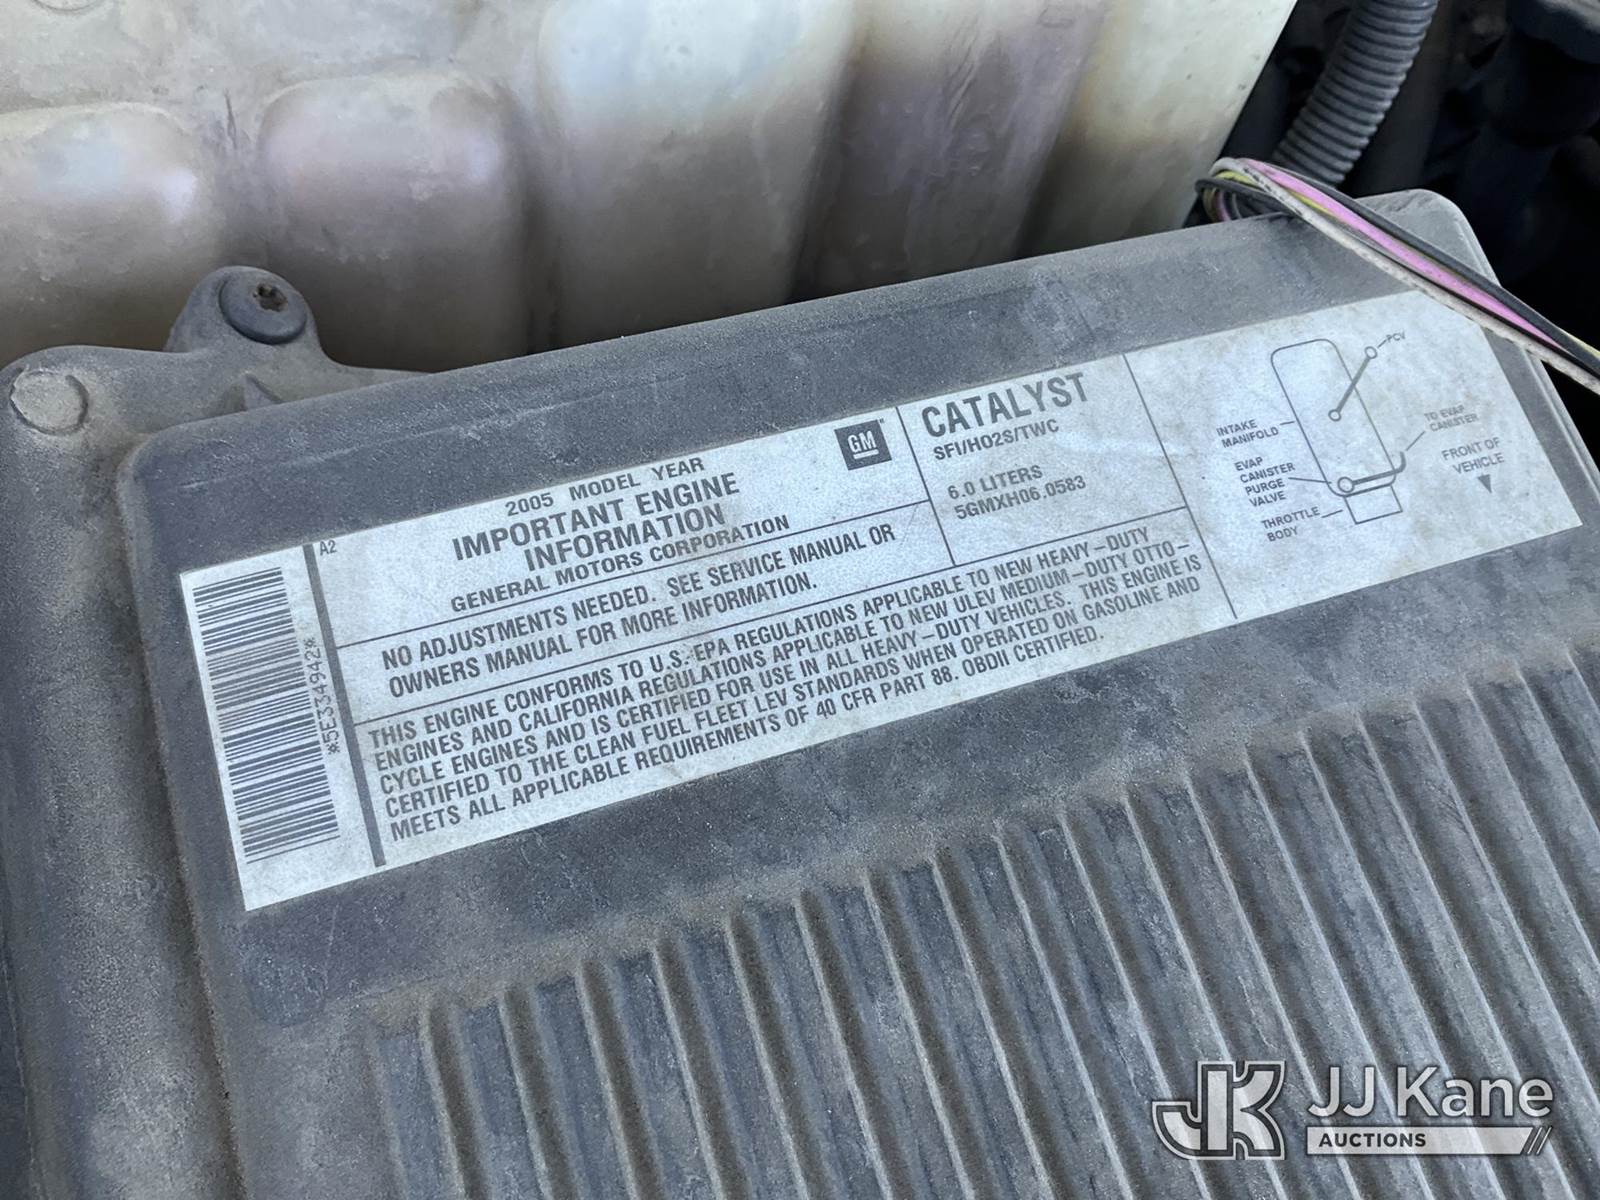 A2
2005 MODEL YEAR
IMPORTANT ENGINE
INFORMATION
GENERAL MOTORS CORPORATION
GM
NO ADJUSTMENTS NEEDED. SEE SERVICE MANUAL OR
OWNERS MANUAL FOR MORE INFORMATION.
CATALYST
SFI/HO2S/TWC
6.0 LITERS
5GMXH06.0583
THIS ENGINE CONFORMS TO U.S. EPA REGULATIONS APPLICABLE TO NEW HEAVY-DUTY
ENGINES AND CALIFORNIA REGULATIONS APPLICABLE TO NEW ULEV MEDIUM-DUTY OTTO-
CYCLE ENGINES AND IS CERTIFIED FOR USE IN ALL HEAVY-DUTY VEHICLES. THIS ENGINE IS
CERTIFIED TO THE CLEAN FUEL FLEET LEV STANDARDS WHEN OPERATED ON GASOLINE AND
MEETS ALL APPLICABLE REQUIREMENTS OF 40 CFR PART 88. OBDII CERTIFIED.
*5E334942*
PCV
INTAKE
MANIFOLD
TO EVAP
CANISTER
EVAP
CANISTER
PURGE
VALVE
FRONT OF
VEHICLE
THROTTLE
BODY
JK JJ Kane
AUCTIONS